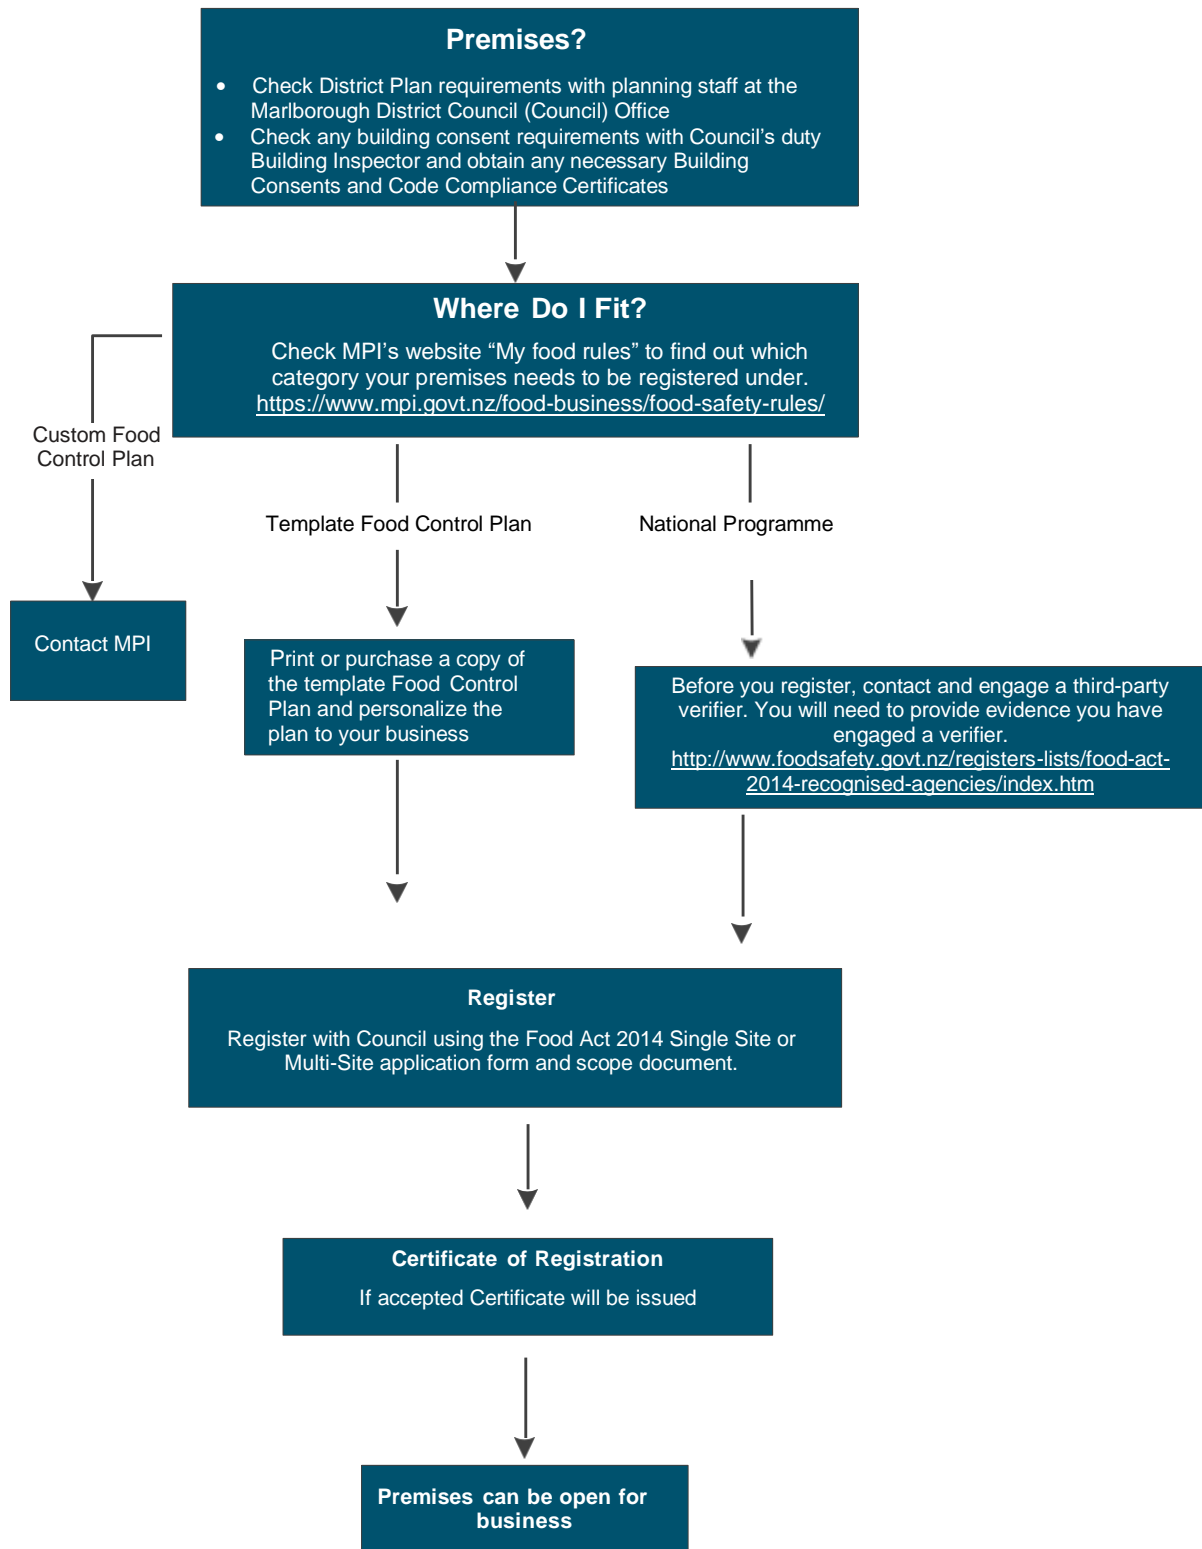 Premises?
• Check District Plan requirements with planning staff at the
Marlborough District Council (Council) Office
• Check any building consent requirements with Council’s duty
Building Inspector and obtain any necessary Building
Consents and Code Compliance Certificates
Where Do I Fit?
Check MPI’s website “My food rules” to find out which
category your premises needs to be registered under.
https://www.mpi.govt.nz/food-business/food-safety-rules/
Custom Food
Control Plan
Template Food Control Plan
National Programme
Contact MPI
Print or purchase a copy of
the template Food Control
Plan and personalize the
plan to your business
Before you register, contact and engage a third-party
verifier. You will need to provide evidence you have
engaged a verifier.
http://www.foodsafety.govt.nz/registers-lists/food-act-
2014-recognised-agencies/index.htm
Register
Register with Council using the Food Act 2014 Single Site or
Multi-Site application form and scope document.
Certificate of Registration
If accepted Certificate will be issued
Premises can be open for
business